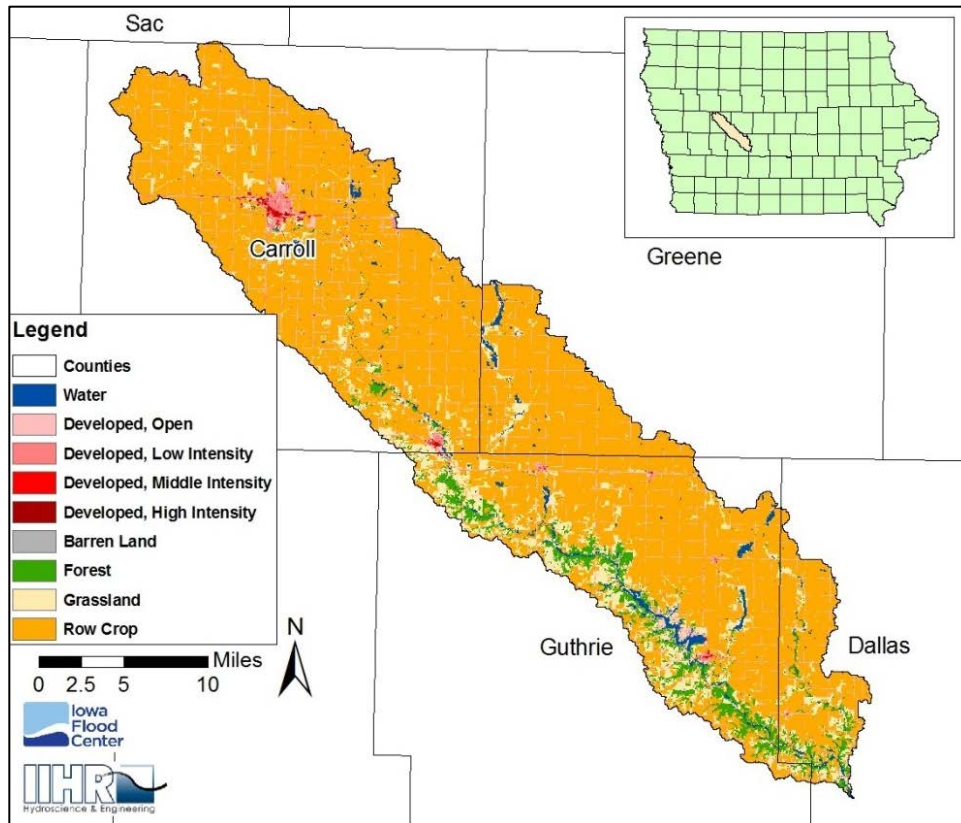 Sac
Greene
Carroll
Legend
Counties
Water
Developed, Open
Developed, Low Intensity
Developed, Middle Intensity
Developed, High Intensity
Barren Land
Forest
Grassland
Row Crop
N
Guthrie
Dallas
Miles
0 2.5 5 10
Iowa
Flood
Center
IIHR
Hydroscience & Engineering